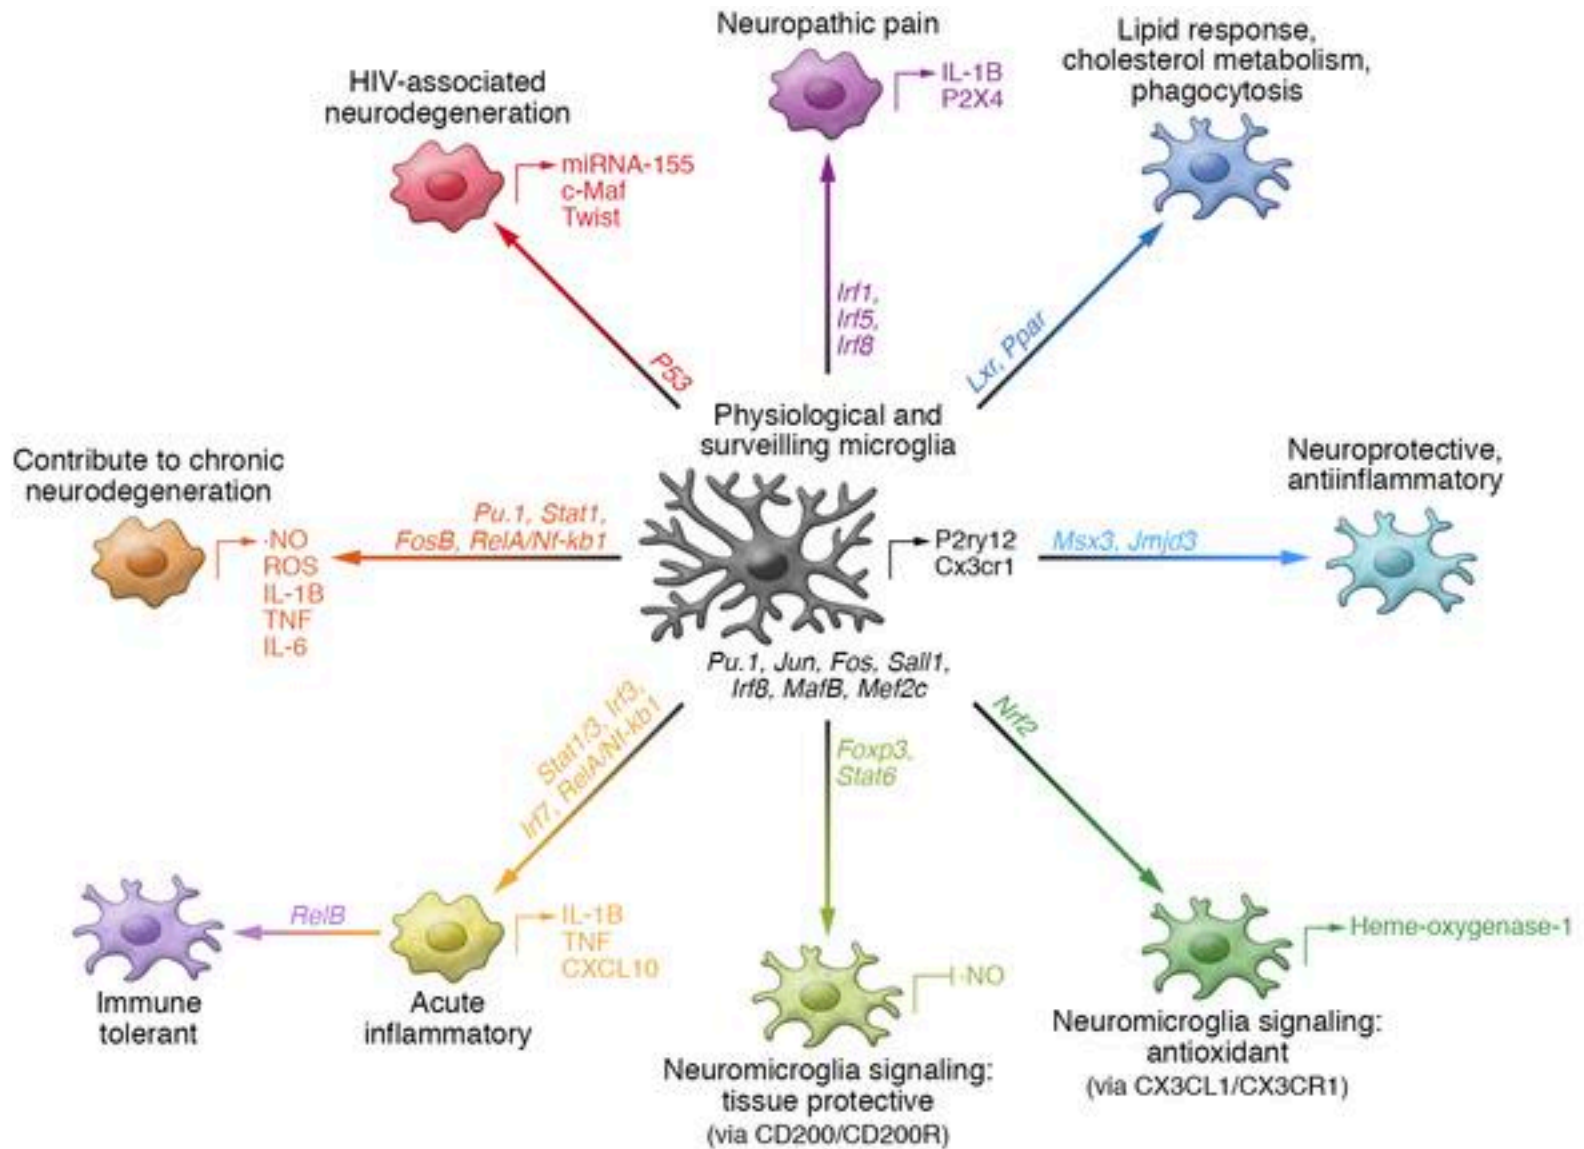 Neuropathic pain
IL-1B
P2X4
Lipid response,
cholesterol metabolism,
phagocytosis
HIV-associated
neurodegeneration
miRNA-155
c-Maf
Twist
P53
Irf1,
Irf5,
Irf8
Lxr, Ppar
Physiological and
surveilling microglia
P2ry12
Cx3cr1
Pu.1, Jun, Fos, Sall1,
Irf8, MafB, Mef2c
Contribute to chronic
neurodegeneration
·NO
ROS
IL-1B
TNF
IL-6
Pu.1, Stat1,
FosB, RelA/Nf-kb1
Msx3, Jmjd3
Neuroprotective,
antiinflammatory
Stat1/3, Irf3,
Irf7, RelA/Nf-kb1
Foxp3,
Stat6
Nrf2
RelB
Immune
tolerant
IL-1B
TNF
CXCL10
Acute
inflammatory
·NO
Neuromicroglia signaling:
tissue protective
(via CD200/CD200R)
Heme-oxygenase-1
Neuromicroglia signaling:
antioxidant
(via CX3CL1/CX3CR1)